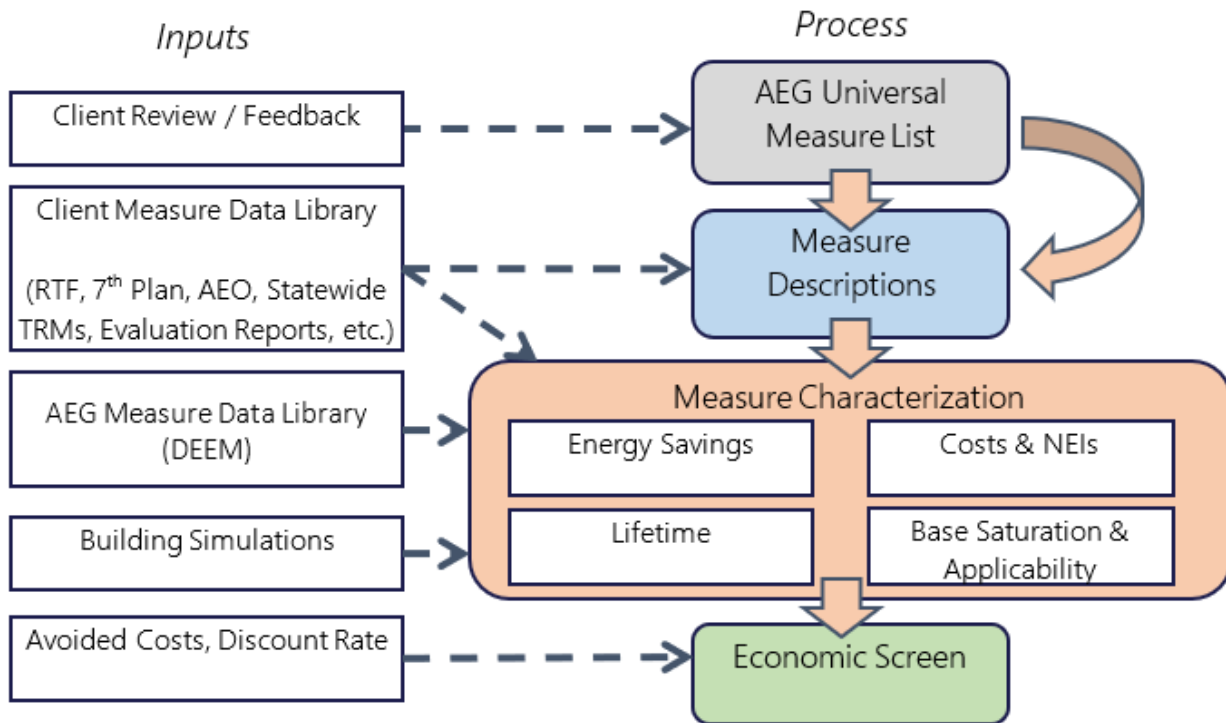 Inputs
Process
Client Review / Feedback
AEG Universal
Measure List
Client Measure Data Library
(RTF, 7th Plan, AEO, Statewide
TRMs, Evaluation Reports, etc.)
Measure
Descriptions
AEG Measure Data Library
(DEEM)
Measure Characterization
Energy Savings
Costs & NEIs
Lifetime
Base Saturation &
Applicability
Building Simulations
Avoided Costs, Discount Rate
Economic Screen